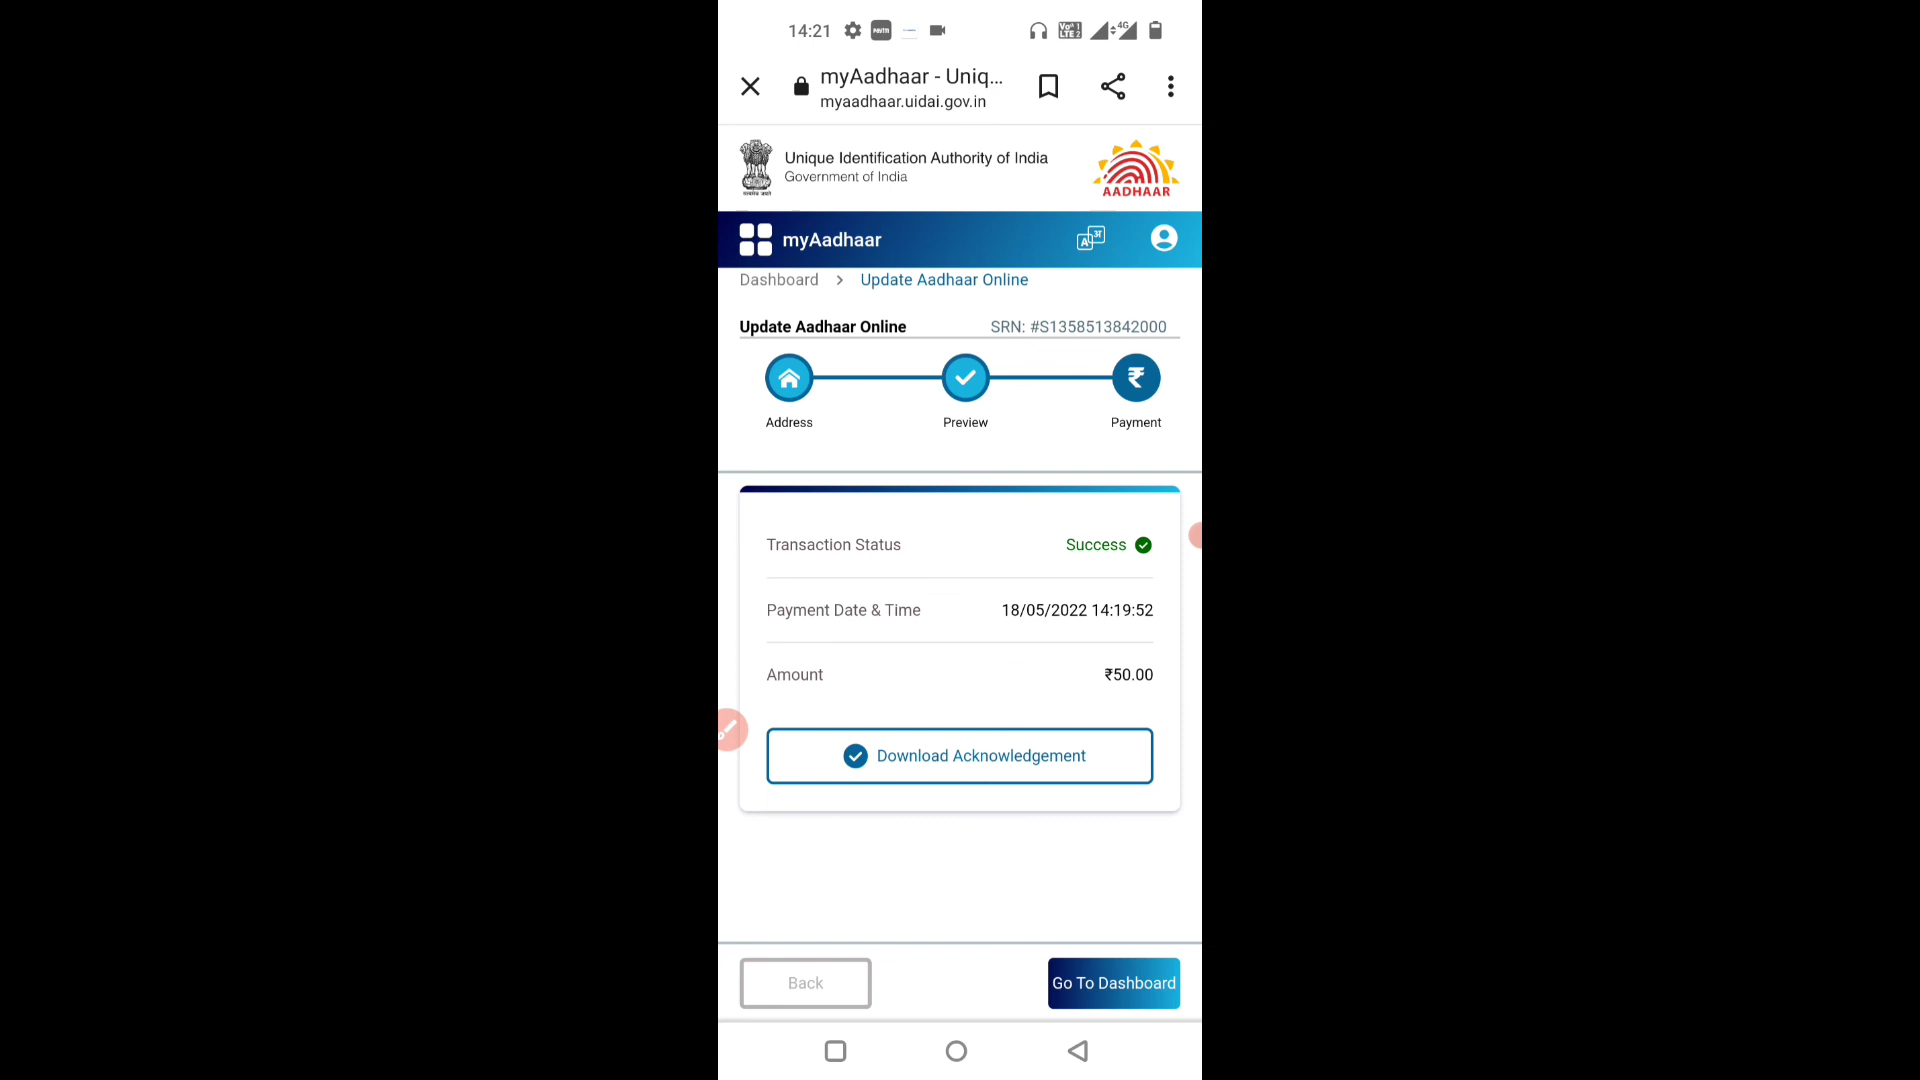 14:21
4G
myAadhaar - Uniq...
myaadhaar.uidai.gov.in
Unique Identification Authority of India
Government of India
AADHAAR
myAadhaar
Dashboard > Update Aadhaar Online
Update Aadhaar Online SRN: #S1358513842000
Address Preview Payment
Transaction Status Success
Payment Date & Time 18/05/2022 14:19:52
Amount ₹50.00
Download Acknowledgement
Back Go To Dashboard